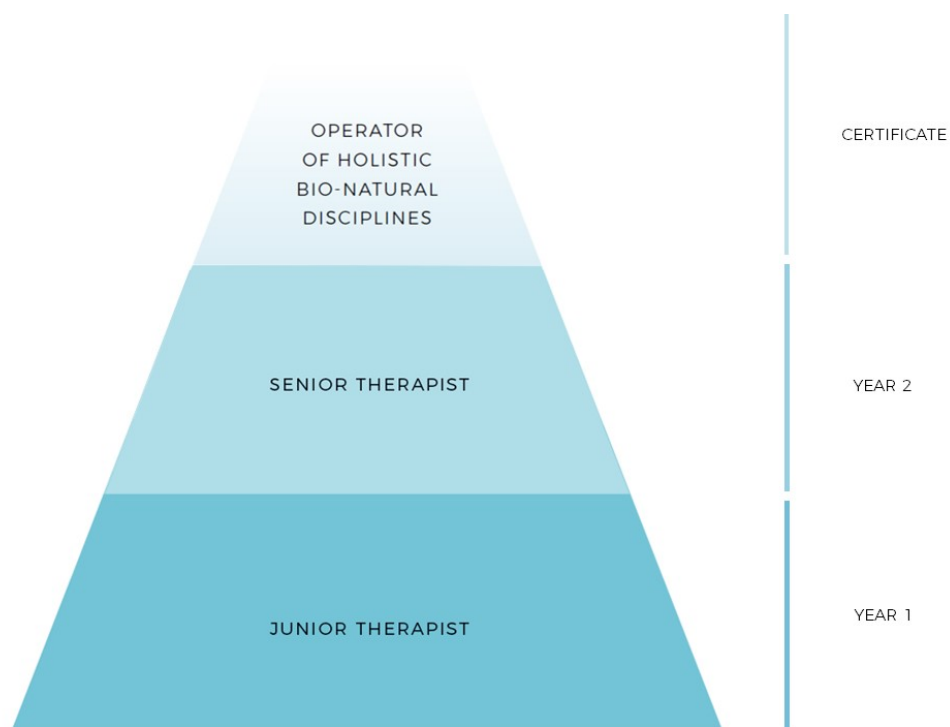 OPERATOR
OF HOLISTIC
BIO-NATURAL
DISCIPLINES
CERTIFICATE
SENIOR THERAPIST
YEAR 2
JUNIOR THERAPIST
YEAR 1